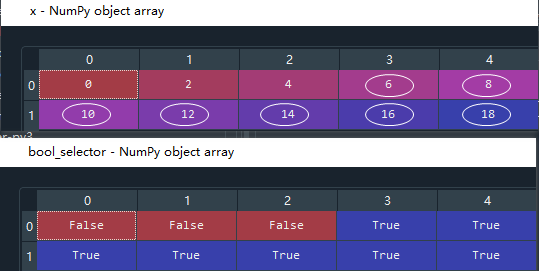 x - NumPy object array
0 1 2 3 4
0 0 2 4 6 8
1 10 12 14 16 18
bool_selector - NumPy object array
0 1 2 3 4
0 False False False True True
1 True True True True True